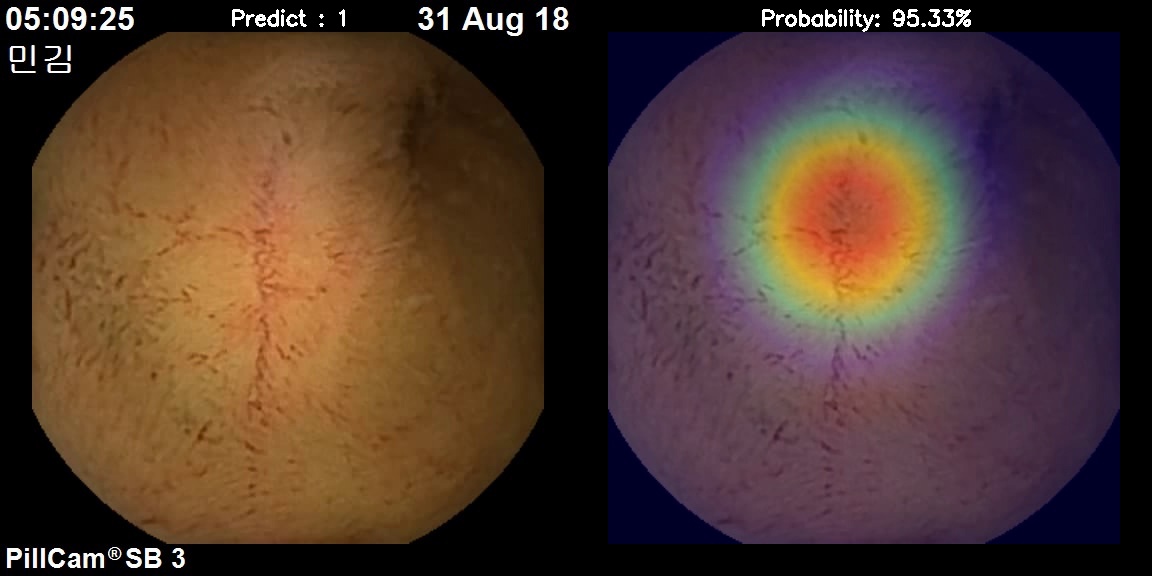 05:09:25
Predict : 1
31 Aug 18
Probability: 95.33%
민김
PillCam® SB 3